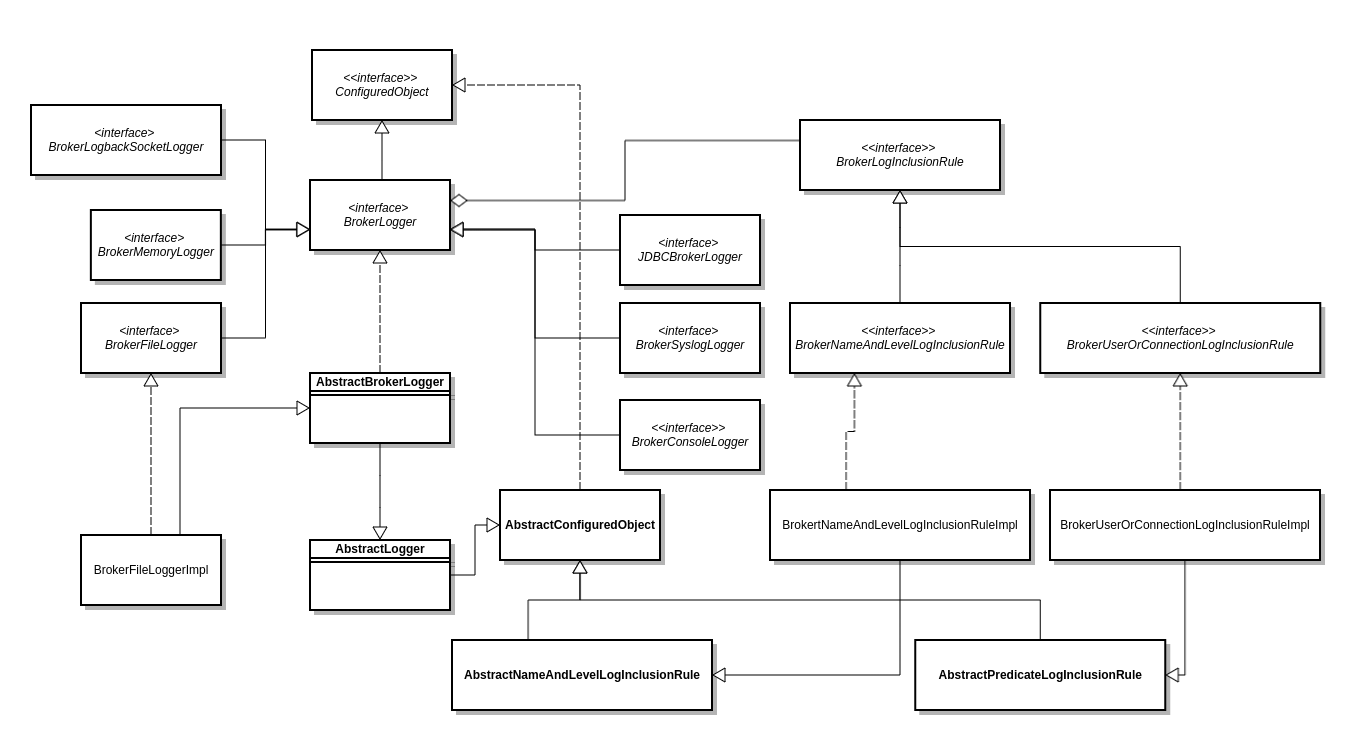 <<interface>>
ConfiguredObject
<interface>
BrokerLogbackSocketLogger
<<interface>>
BrokerLogInclusionRule
<interface>
BrokerLogger
<interface>
BrokerMemoryLogger
<interface>
JDBCBrokerLogger
<interface>
BrokerFileLogger
<interface>
BrokerSyslogLogger
<<interface>>
BrokerNameAndLevelLogInclusionRule
<<interface>>
BrokerUserOrConnectionLogInclusionRule
AbstractBrokerLogger
<<interface>>
BrokerConsoleLogger
AbstractConfiguredObject
BrokertNameAndLevelLogInclusionRuleImpl
BrokerUserOrConnectionLogInclusionRuleImpl
AbstractLogger
BrokerFileLoggerImpl
AbstractNameAndLevelLogInclusionRule
AbstractPredicateLogInclusionRule